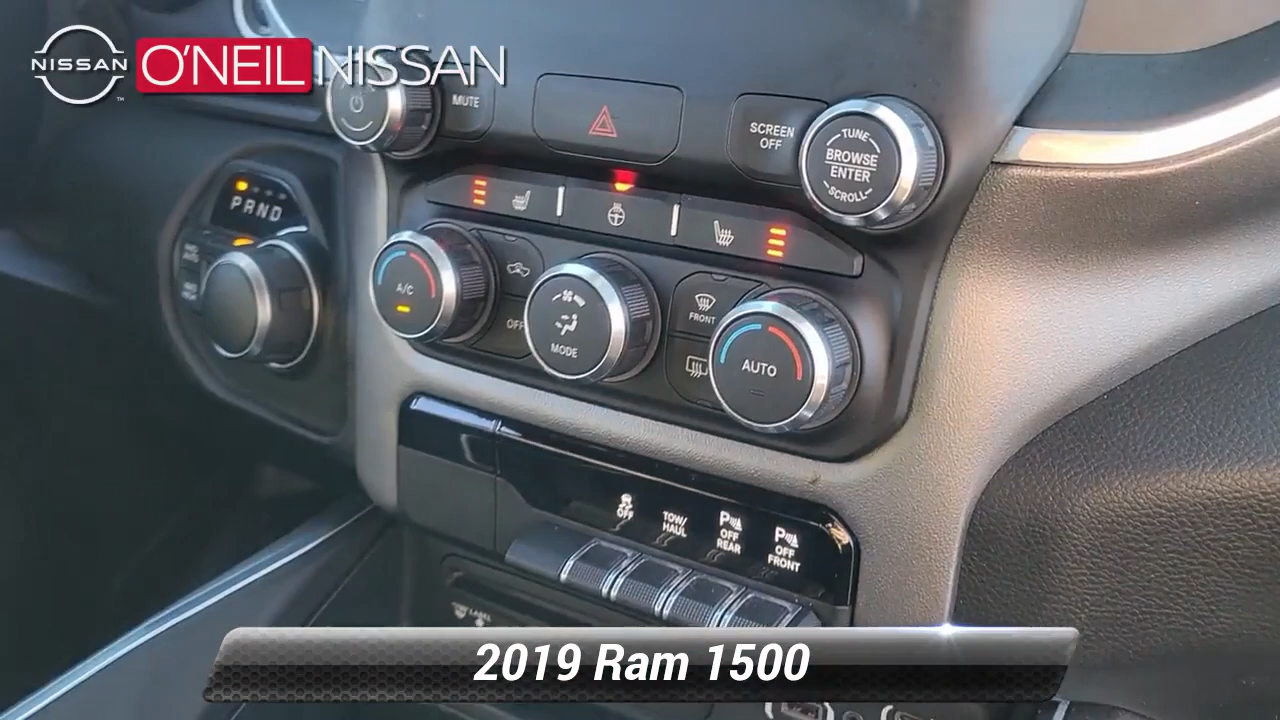 NISSAN
O'NEIL NISSAN
MUTE
SCREEN
OFF
TUNE
BROWSE
ENTER
SCROLL
PRND
A/C
OFF
MODE
FRONT
AUTO
OFF
TOW/
HAUL
P
OFF
REAR
P
OFF
FRONT
2019 Ram 1500